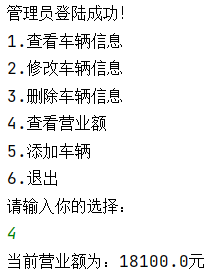 管理员登陆成功!
1.查看车辆信息
2.修改车辆信息
3.删除车辆信息
4.查看营业额
5.添加车辆
6.退出
请输入你的选择：
4
当前营业额为：18100.0元